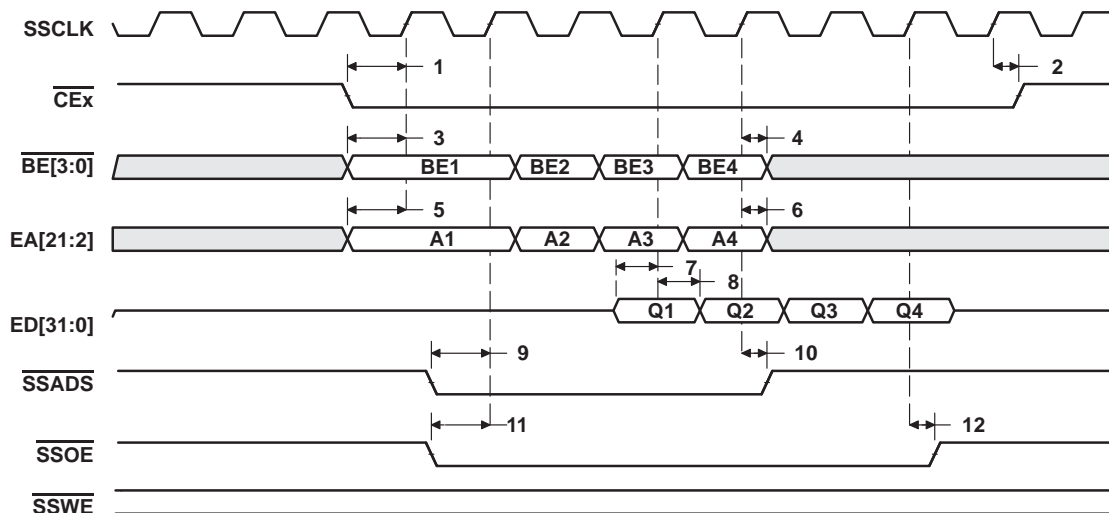 SSCLK
1 2
CEx
3 4
BE[3:0] BE1 BE2 BE3 BE4
5 6
EA[21:2] A1 A2 A3 A4
7 8
ED[31:0] Q1 Q2 Q3 Q4
9 10
SSADS
11 12
SSOE
SSWE